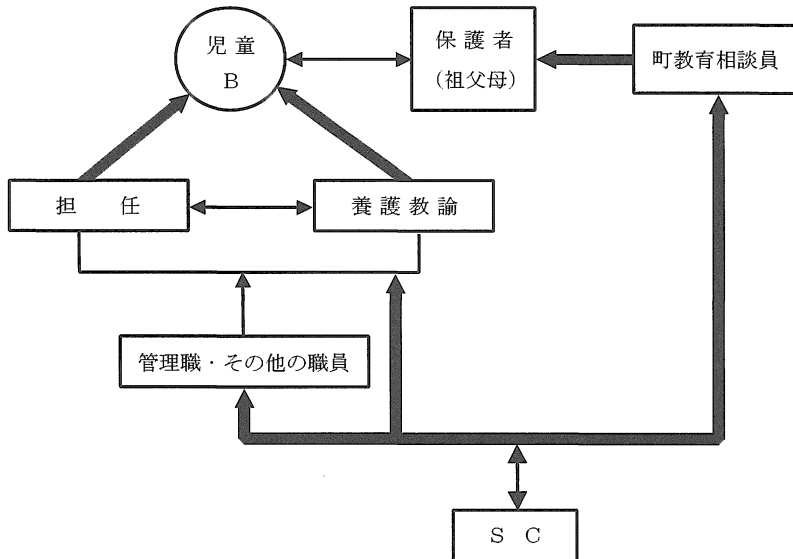 児童
B
保護者
(祖父母)
町教育相談員
担 任
養護教諭
管理職・その他の職員
S C